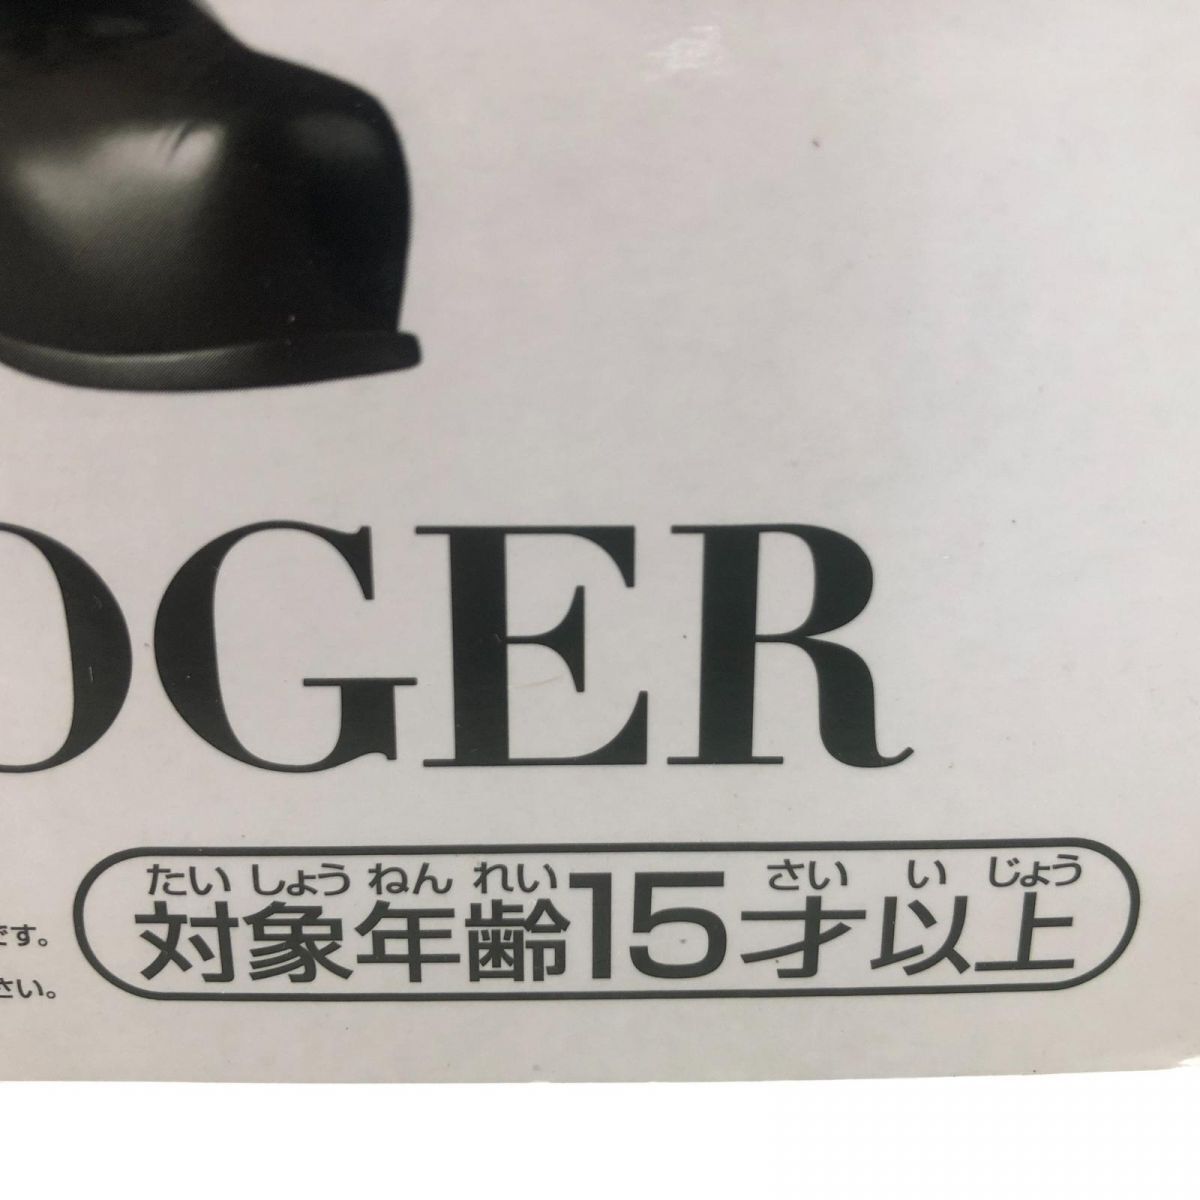 OGER
たい しょう ねん れい さい い じょう
対象年齢15才以上
です。
さい。